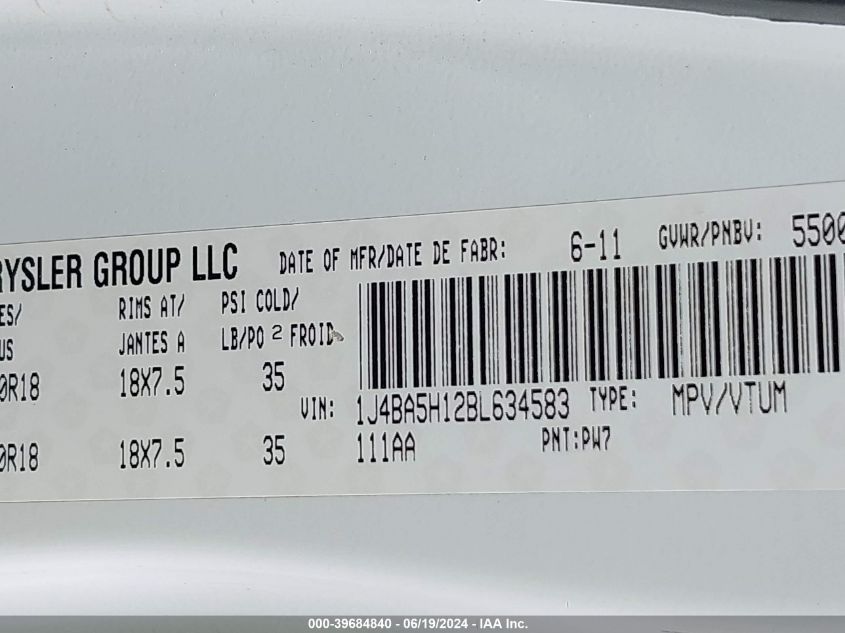 RYSLER GROUP LLC DATE OF MFR/DATE DE FABR: 6-11 GVWR/PNBV: 5500
ES/ RIMS AT/ PSI COLD/
US JANTES A LB/PO 2 FROID
0R18 18X7.5 35
VIN: 1J4BA5H12BL634583 TYPE: MPV/VTUM
0R18 18X7.5 35 111AA PNT:PW7
000-39684840 - 06/19/2024 - IAA Inc.